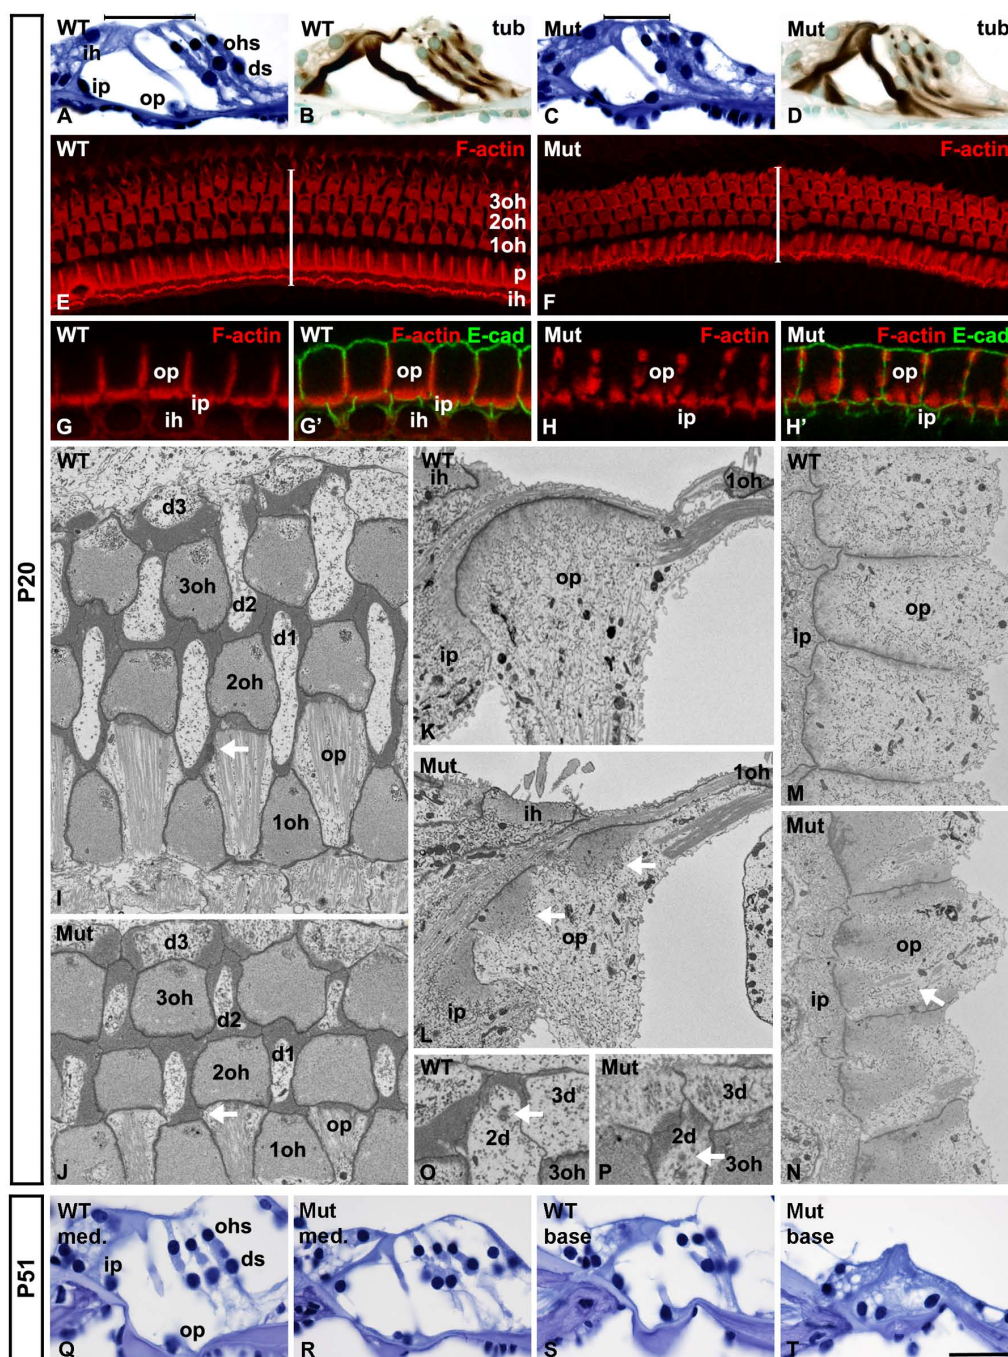 P20
WT
ih
ip
op
ohs
ds
A
WT
tub
B
Mut
C
Mut
tub
D
WT
F-actin
3oh
2oh
1oh
p
ih
E
Mut
F-actin
F
WT
F-actin
op
ip
ih
G
WT
F-actin E-cad
op
ip
ih
G'
Mut
F-actin
op
ip
H
Mut
F-actin E-cad
op
ip
H'
WT
d3
3oh
d2
d1
2oh
op
1oh
I
Mut
d3
3oh
d2
d1
2oh
op
1oh
J
WT
ih
1oh
op
ip
K
Mut
1oh
ih
op
ip
L
WT
op
ip
M
Mut
op
ip
N
WT
3d
2d
3oh
O
Mut
3d
2d
3oh
P
P51
WT
med.
ohs
ip
ds
op
Q
Mut
med.
R
WT
base
S
Mut
base
T